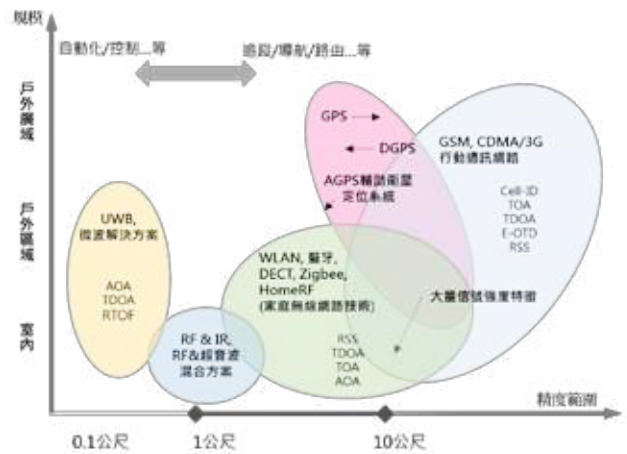 規模
自動化/控制...等
追蹤/導航/路由...等
戶外廣域
戶外區域
室內
GPS
DGPS
AGPS輔助衛星
定位系統
GSM, CDMA/3G
行動通訊網路
Cell-ID
TOA
TDOA
E-OTD
RSS
UWB,
微波解決方案
AOA
TDOA
RTOF
WLAN, 藍牙,
DECT, Zigbee,
HomeRF
(家庭無線網路技術)
RSS
TDOA
TOA
AOA
大量信號強度特徵
RF & IR,
RF&超音波
混合方案
精度範圍
0.1公尺
1公尺
10公尺